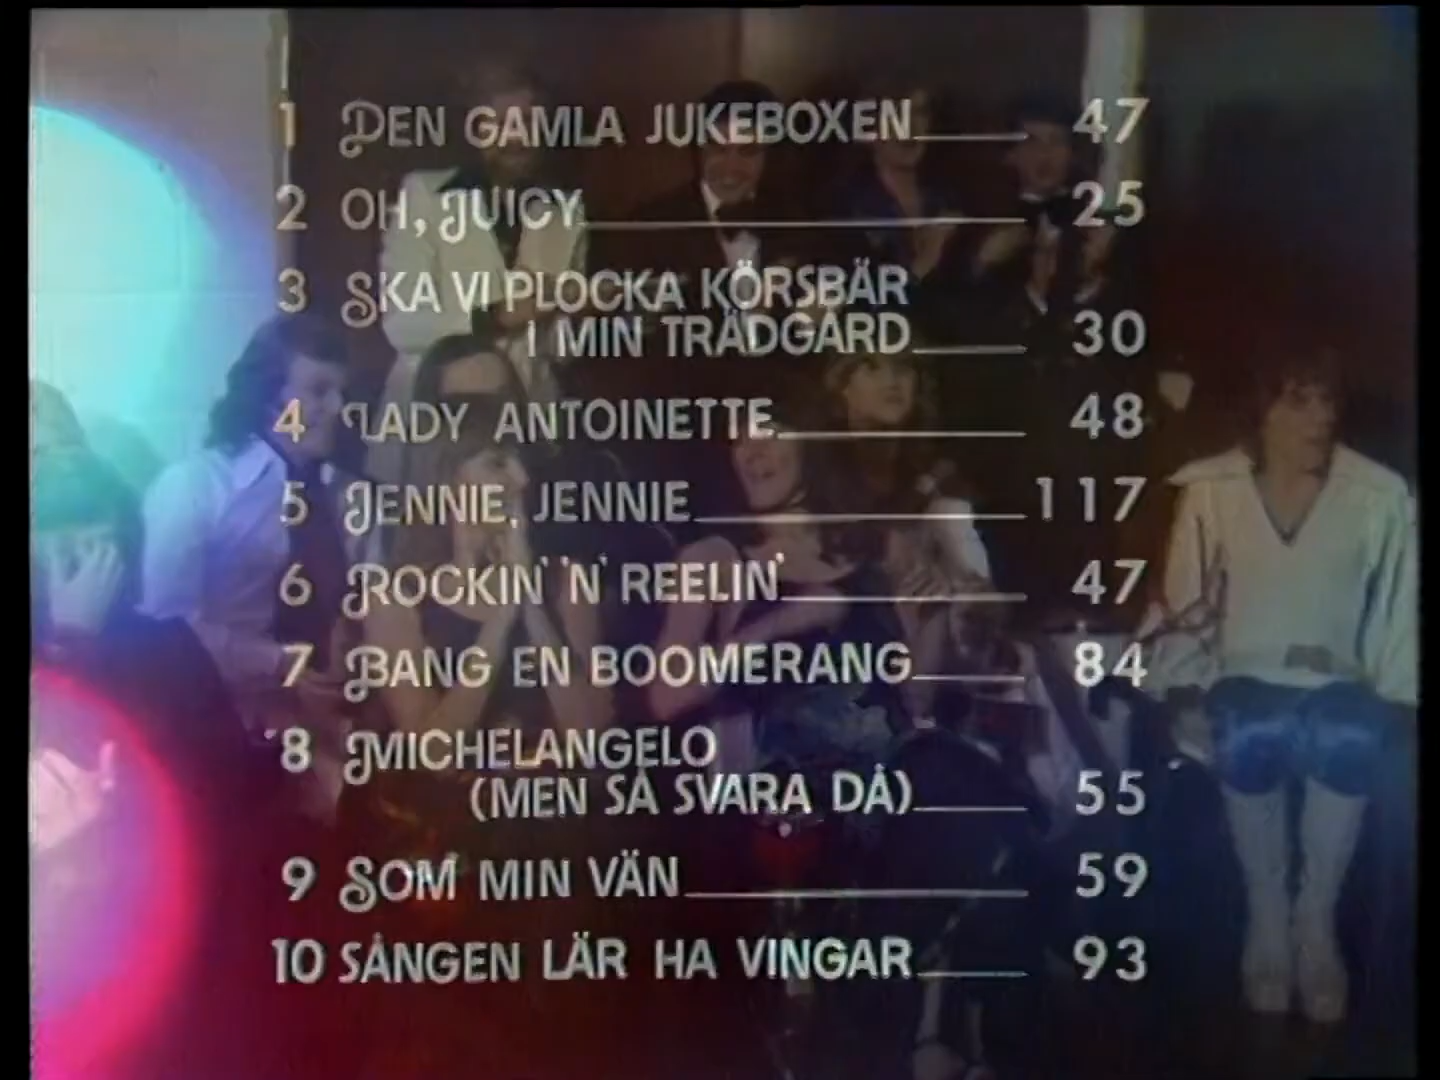 1 DEN GAMLA JUKEBOXEN 47
2 OH, JUICY 25
3 SKA VI PLOCKA KÖRSBÄR
I MIN TRÄDGÅRD 30
4 LADY ANTOINETTE 48
5 JENNIE, JENNIE 117
6 ROCKIN' 'N' REELIN' 47
7 BANG EN BOOMERANG 84
8 MICHELANGELO
(MEN SÅ SVARA DÅ) 55
9 SOM MIN VÄN 59
10 SÅNGEN LÄR HA VINGAR 93